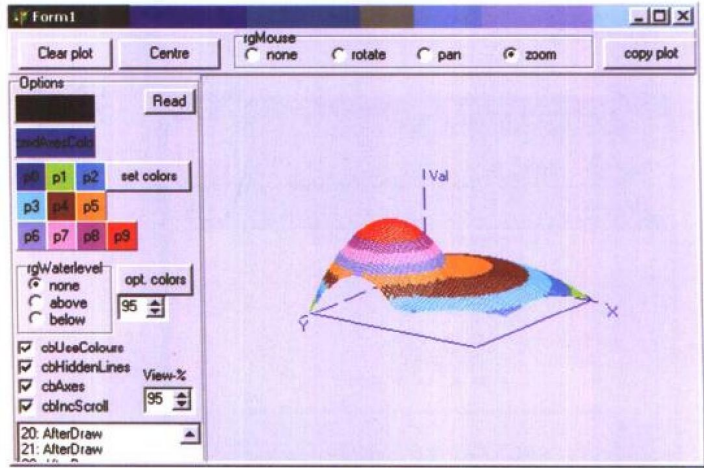 Form1
Clear plot
Centre
rgMouse
none
rotate
pan
zoom
copy plot
Options
Read
cmdAxesColo
p0 p1 p2
set colors
p3 p4 p5
p6 p7 p8 p9
rgWaterlevel
none
above
below
opt. colors
95
cbUseColours
cbHiddenLines
cbAxes
cbIncScroll
View-%
95
20: AfterDraw
21: AfterDraw
Val
X
Y